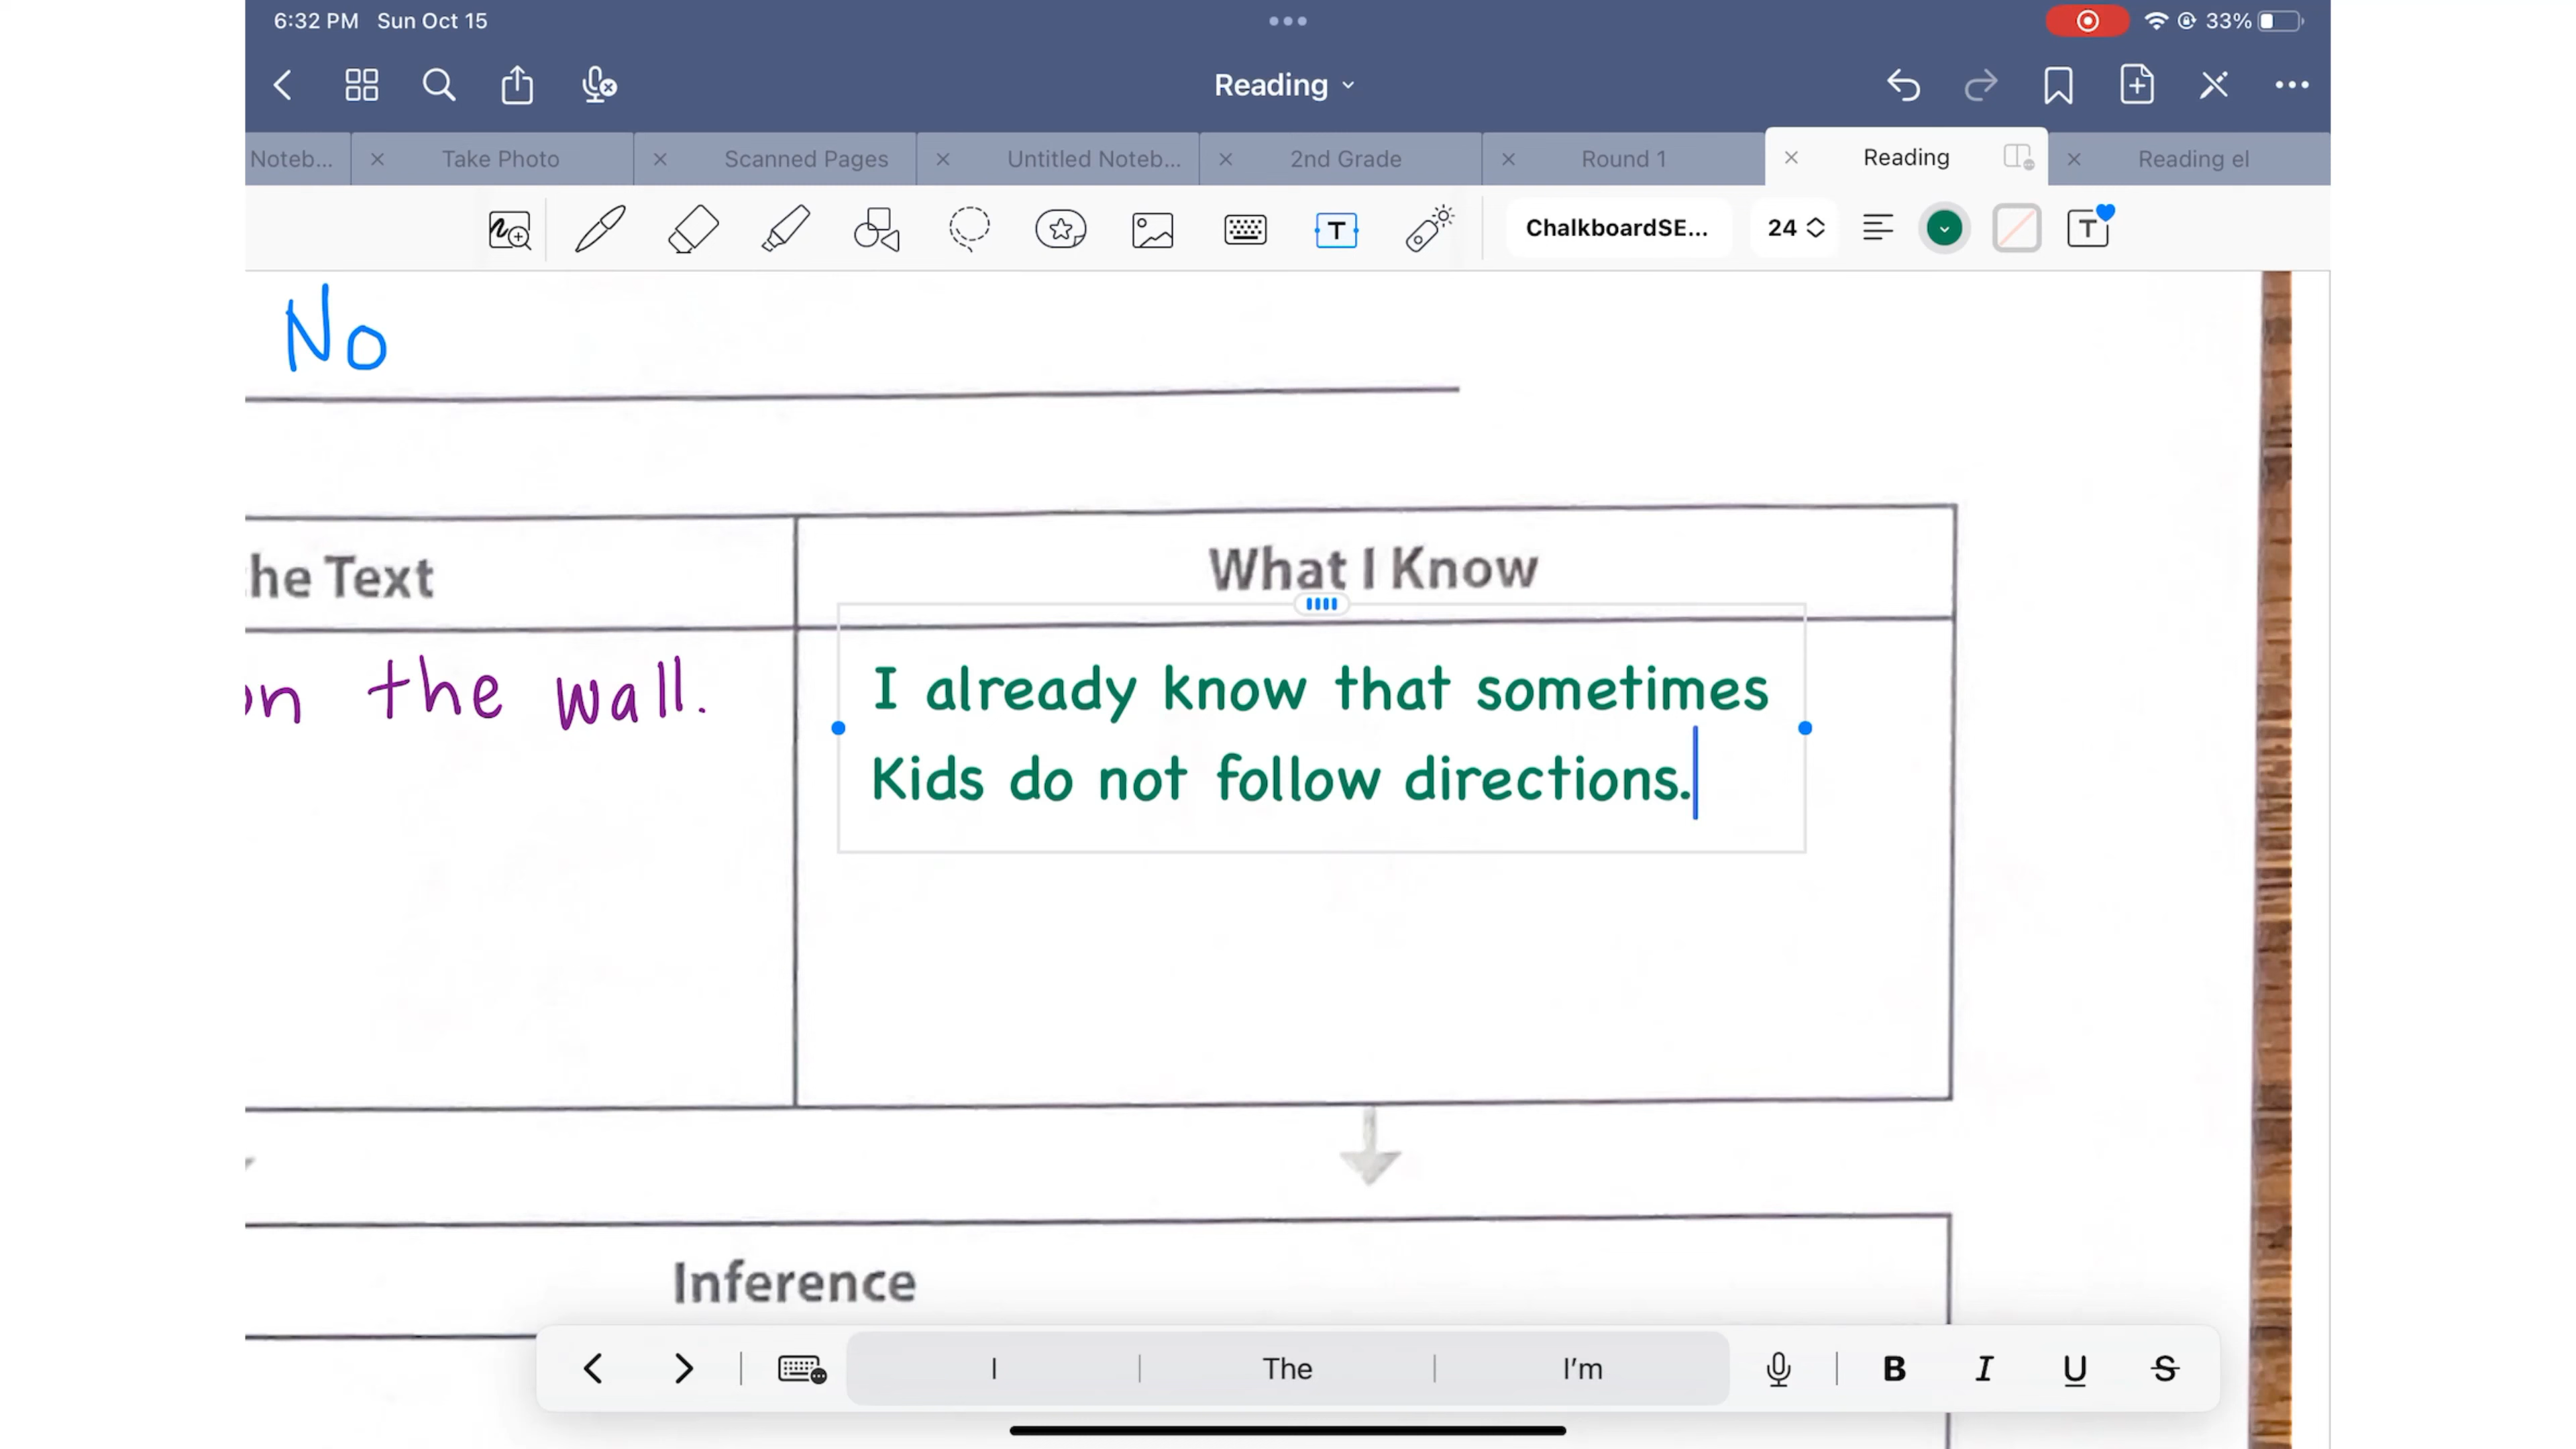 6:32 PM Sun Oct 15
33%
Reading
Noteb...
Take Photo
Scanned Pages
Untitled Noteb...
2nd Grade
Round 1
Reading
Reading el
T
ChalkboardSE...
24
T
No
he Text
What I Know
on the wall.
I already know that sometimes
Kids do not follow directions.
Inference
I
The
I'm
B I U S